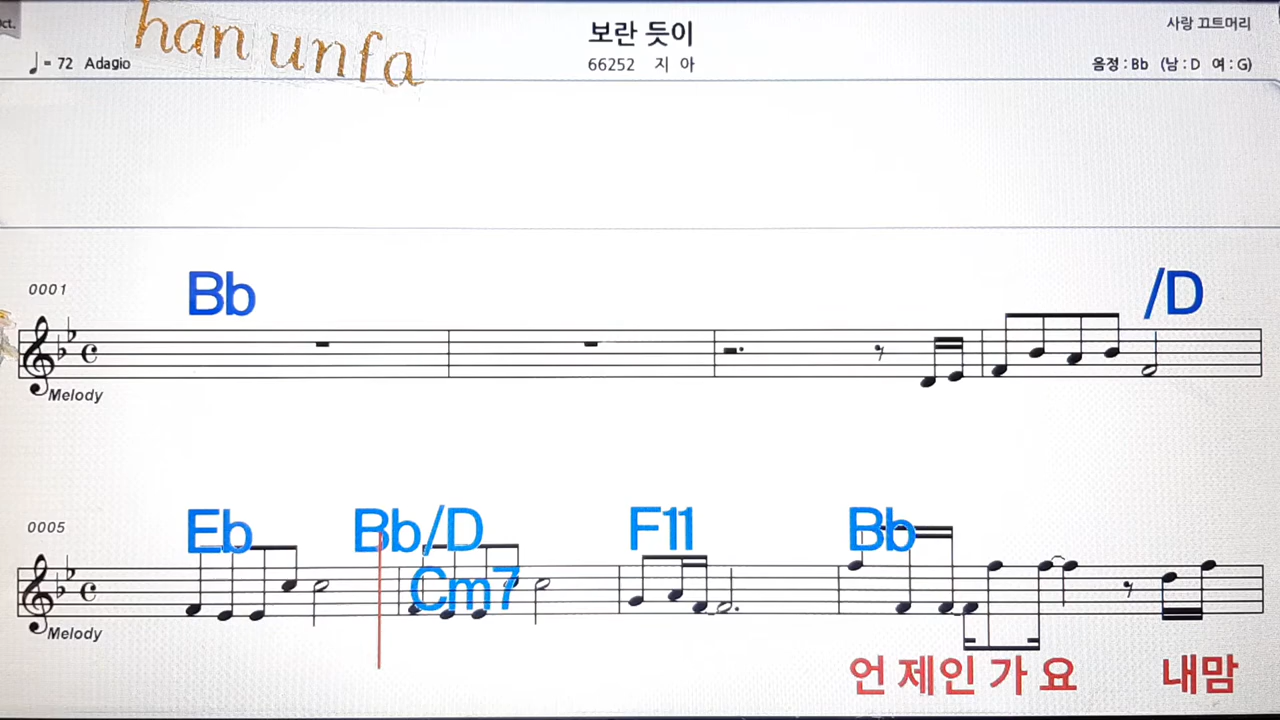 ct.
han unfa
보란 듯이
사랑 끄트머리
♩= 72 Adagio
66252 지 아
음정 : Bb (남 : D 여 : G)
0001
Bb
/D
Melody
0005
Eb
Bb/D
Cm7
F11
Bb
Melody
언 제인 가 요 내맘